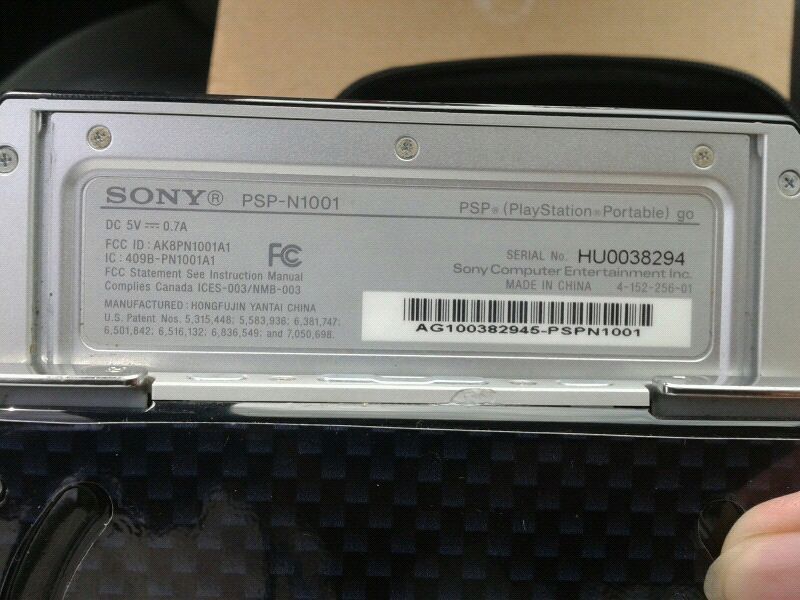 SONY® PSP-N1001
PSP® (PlayStation®Portable) go
DC 5V ⎓ 0.7A
FCC ID : AK8PN1001A1
IC : 409B-PN1001A1
FCC Statement See Instruction Manual
Complies Canada ICES-003/NMB-003
FC
MANUFACTURED : HONGFUJIN YANTAI CHINA
U.S. Patent Nos. 5,315,448; 5,583,936; 6,381,747;
6,501,842; 6,516,132; 6,836,549; and 7,050,698.
SERIAL No. HU0038294
Sony Computer Entertainment Inc.
MADE IN CHINA 4-152-256-01
AG100382945-PSPN1001